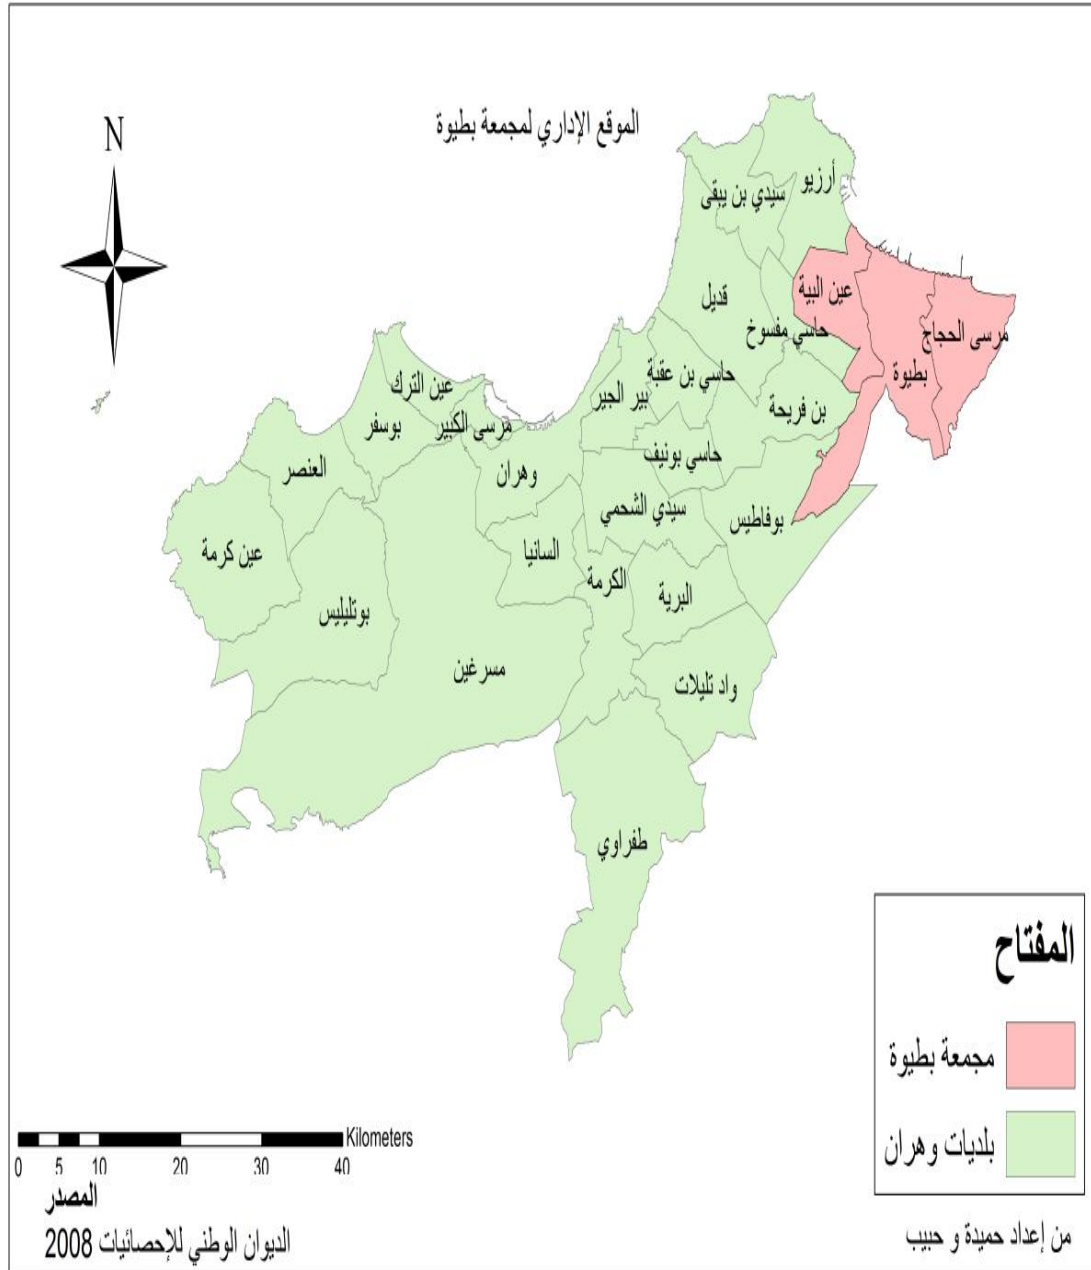 الموقع الإداري لمجمعة بطيوة
N
أرزيو
سيدي بن يبقى
قديل
عين البية
حاسي مفسوخ
مرسى الحجاج
بطيوة
حاسي بن عقبة
بير الجير
بن فريحة
عين الترك
مرسى الكبير
بوسفر
وهران
حاسي بونيف
العنصر
سيدي الشحمي
بوفاطيس
عين كرمة
السانيا
الكرمة
البرية
بوتليليس
مسرغين
واد تليلات
طفراوي
المفتاح
مجمعة بطيوة
بلديات وهران
Kilometers
0 5 10 20 30 40
المصدر
الديوان الوطني للإحصائيات 2008
من إعداد حميدة و حبيب